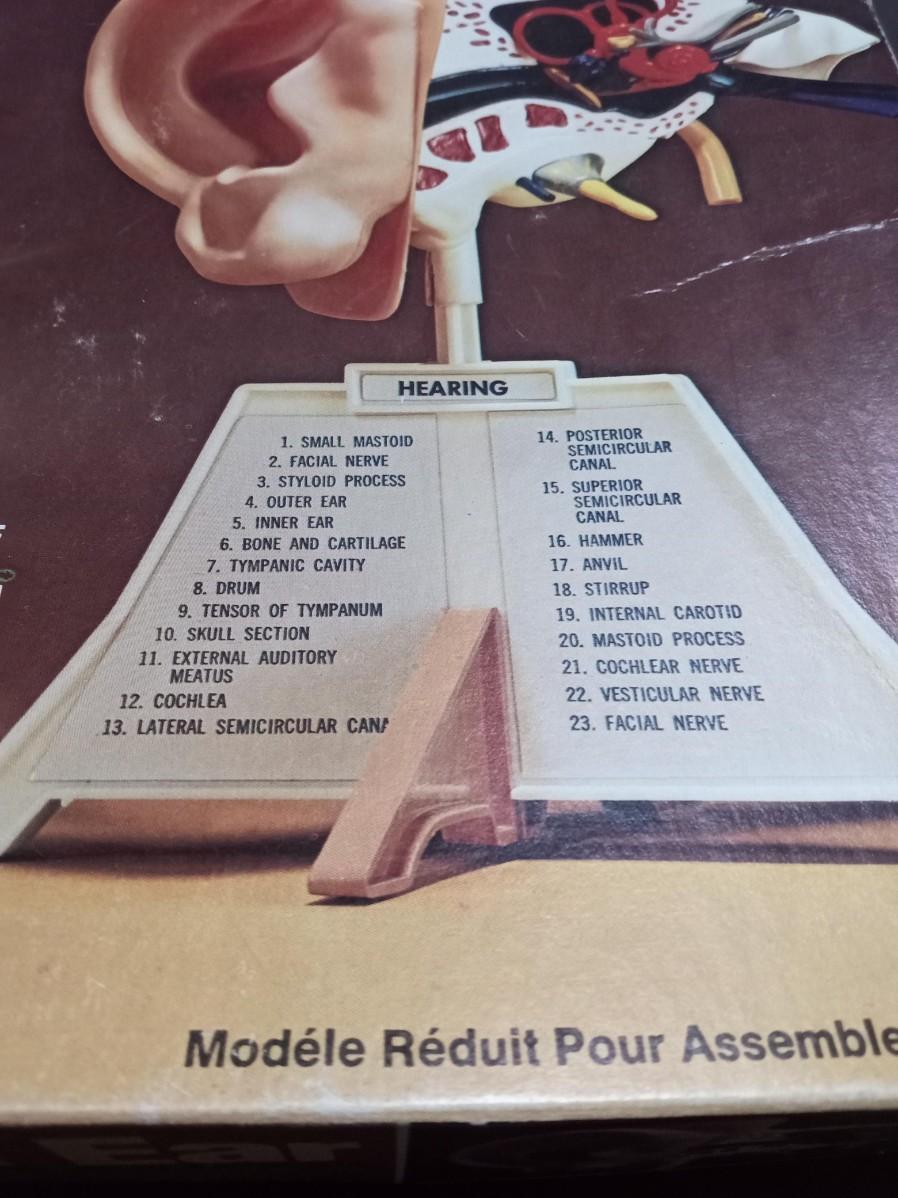 HEARING
1. SMALL MASTOID
2. FACIAL NERVE
3. STYLOID PROCESS
4. OUTER EAR
5. INNER EAR
6. BONE AND CARTILAGE
7. TYMPANIC CAVITY
8. DRUM
9. TENSOR OF TYMPANUM
10. SKULL SECTION
11. EXTERNAL AUDITORY
MEATUS
12. COCHLEA
13. LATERAL SEMICIRCULAR CANA
14. POSTERIOR
SEMICIRCULAR
CANAL
15. SUPERIOR
SEMICIRCULAR
CANAL
16. HAMMER
17. ANVIL
18. STIRRUP
19. INTERNAL CAROTID
20. MASTOID PROCESS
21. COCHLEAR NERVE
22. VESTICULAR NERVE
23. FACIAL NERVE
Modéle Réduit Pour Assemble
Ear